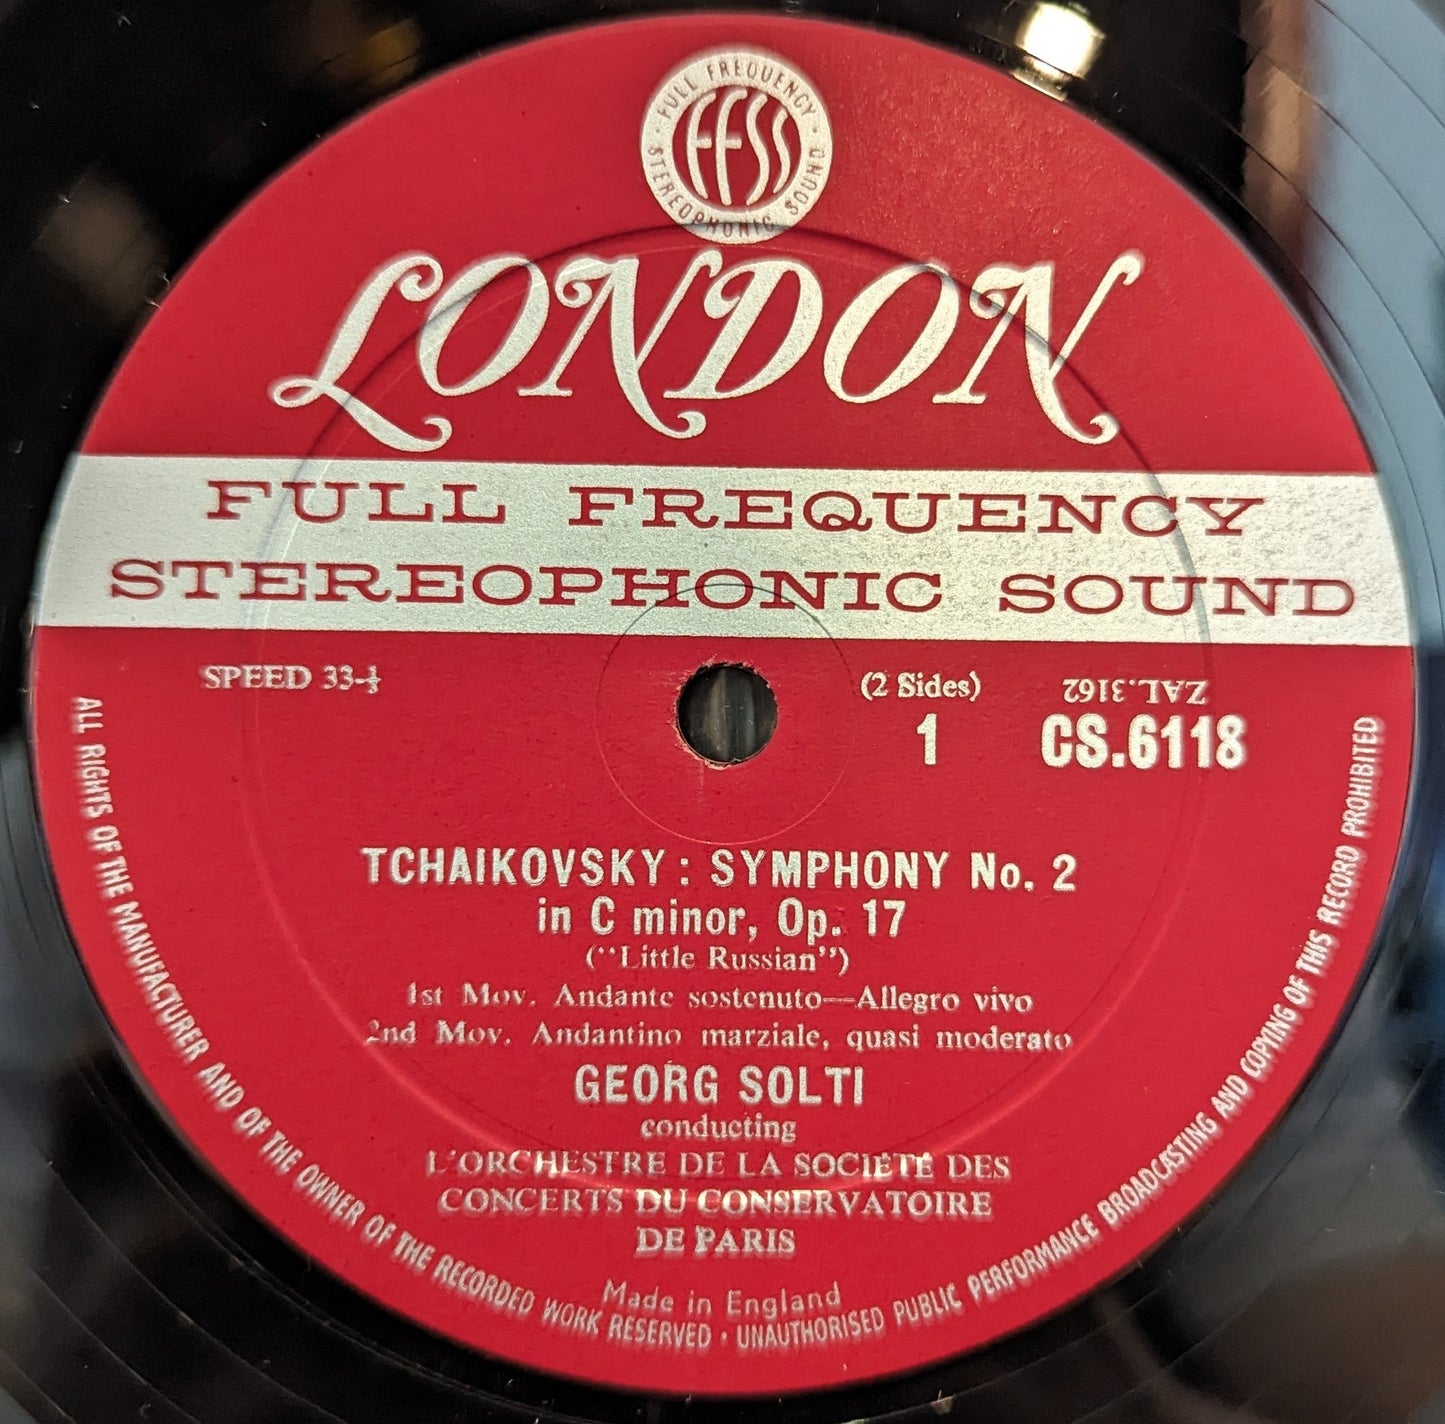 FULL FREQUENCY
FFSS
STEREOPHONIC SOUND
LONDON
FULL FREQUENCY
STEREOPHONIC SOUND
SPEED 33-⅓
(2 Sides)
ZAL.3162
1
CS.6118
TCHAIKOVSKY : SYMPHONY No. 2
in C minor, Op. 17
("Little Russian")
1st Mov. Andante sostenuto—Allegro vivo
2nd Mov. Andantino marziale, quasi moderato
GEORG SOLTI
conducting
L'ORCHESTRE DE LA SOCIÉTÉ DES
CONCERTS DU CONSERVATOIRE
DE PARIS
Made in England
ALL RIGHTS OF THE MANUFACTURER AND OF THE OWNER OF THE RECORDED WORK RESERVED · UNAUTHORISED PUBLIC PERFORMANCE BROADCASTING AND COPYING OF THIS RECORD PROHIBITED